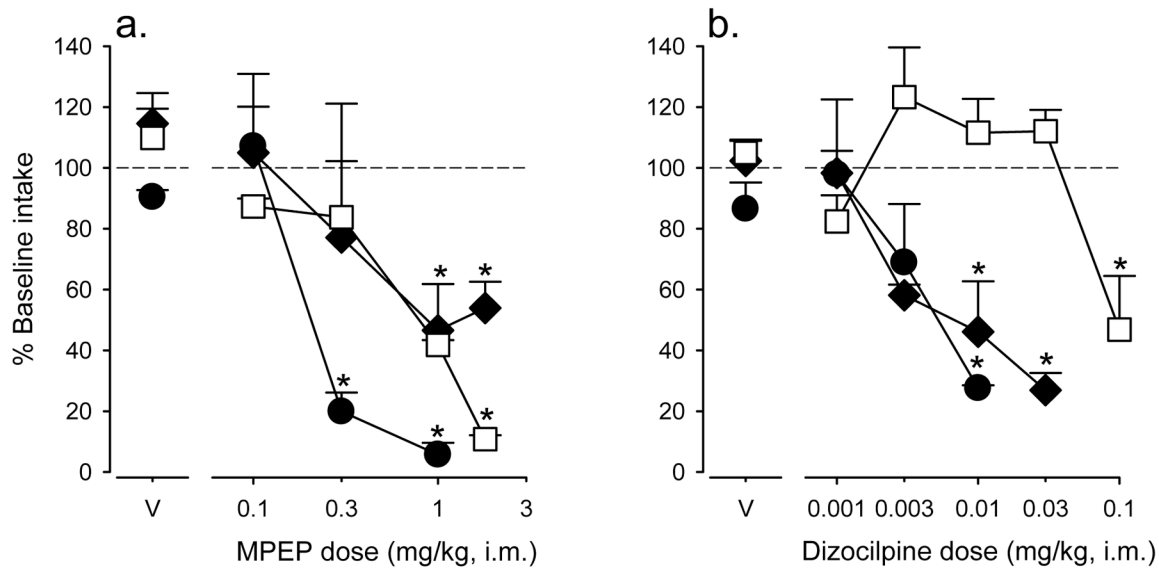 a.
140
120
100
80
60
40
20
0
% Baseline intake
* * * * *
V 0.1 0.3 1 3
MPEP dose (mg/kg, i.m.)
b.
140
120
100
80
60
40
20
0
* * * *
V 0.001 0.003 0.01 0.03 0.1
Dizocilpine dose (mg/kg, i.m.)